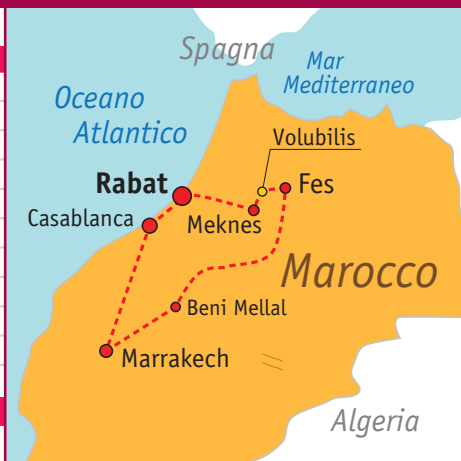 Spagna
Mar
Mediterraneo
Oceano
Atlantico
Volubilis
Rabat
Fes
Casablanca
Meknes
Marocco
Beni Mellal
Marrakech
Algeria